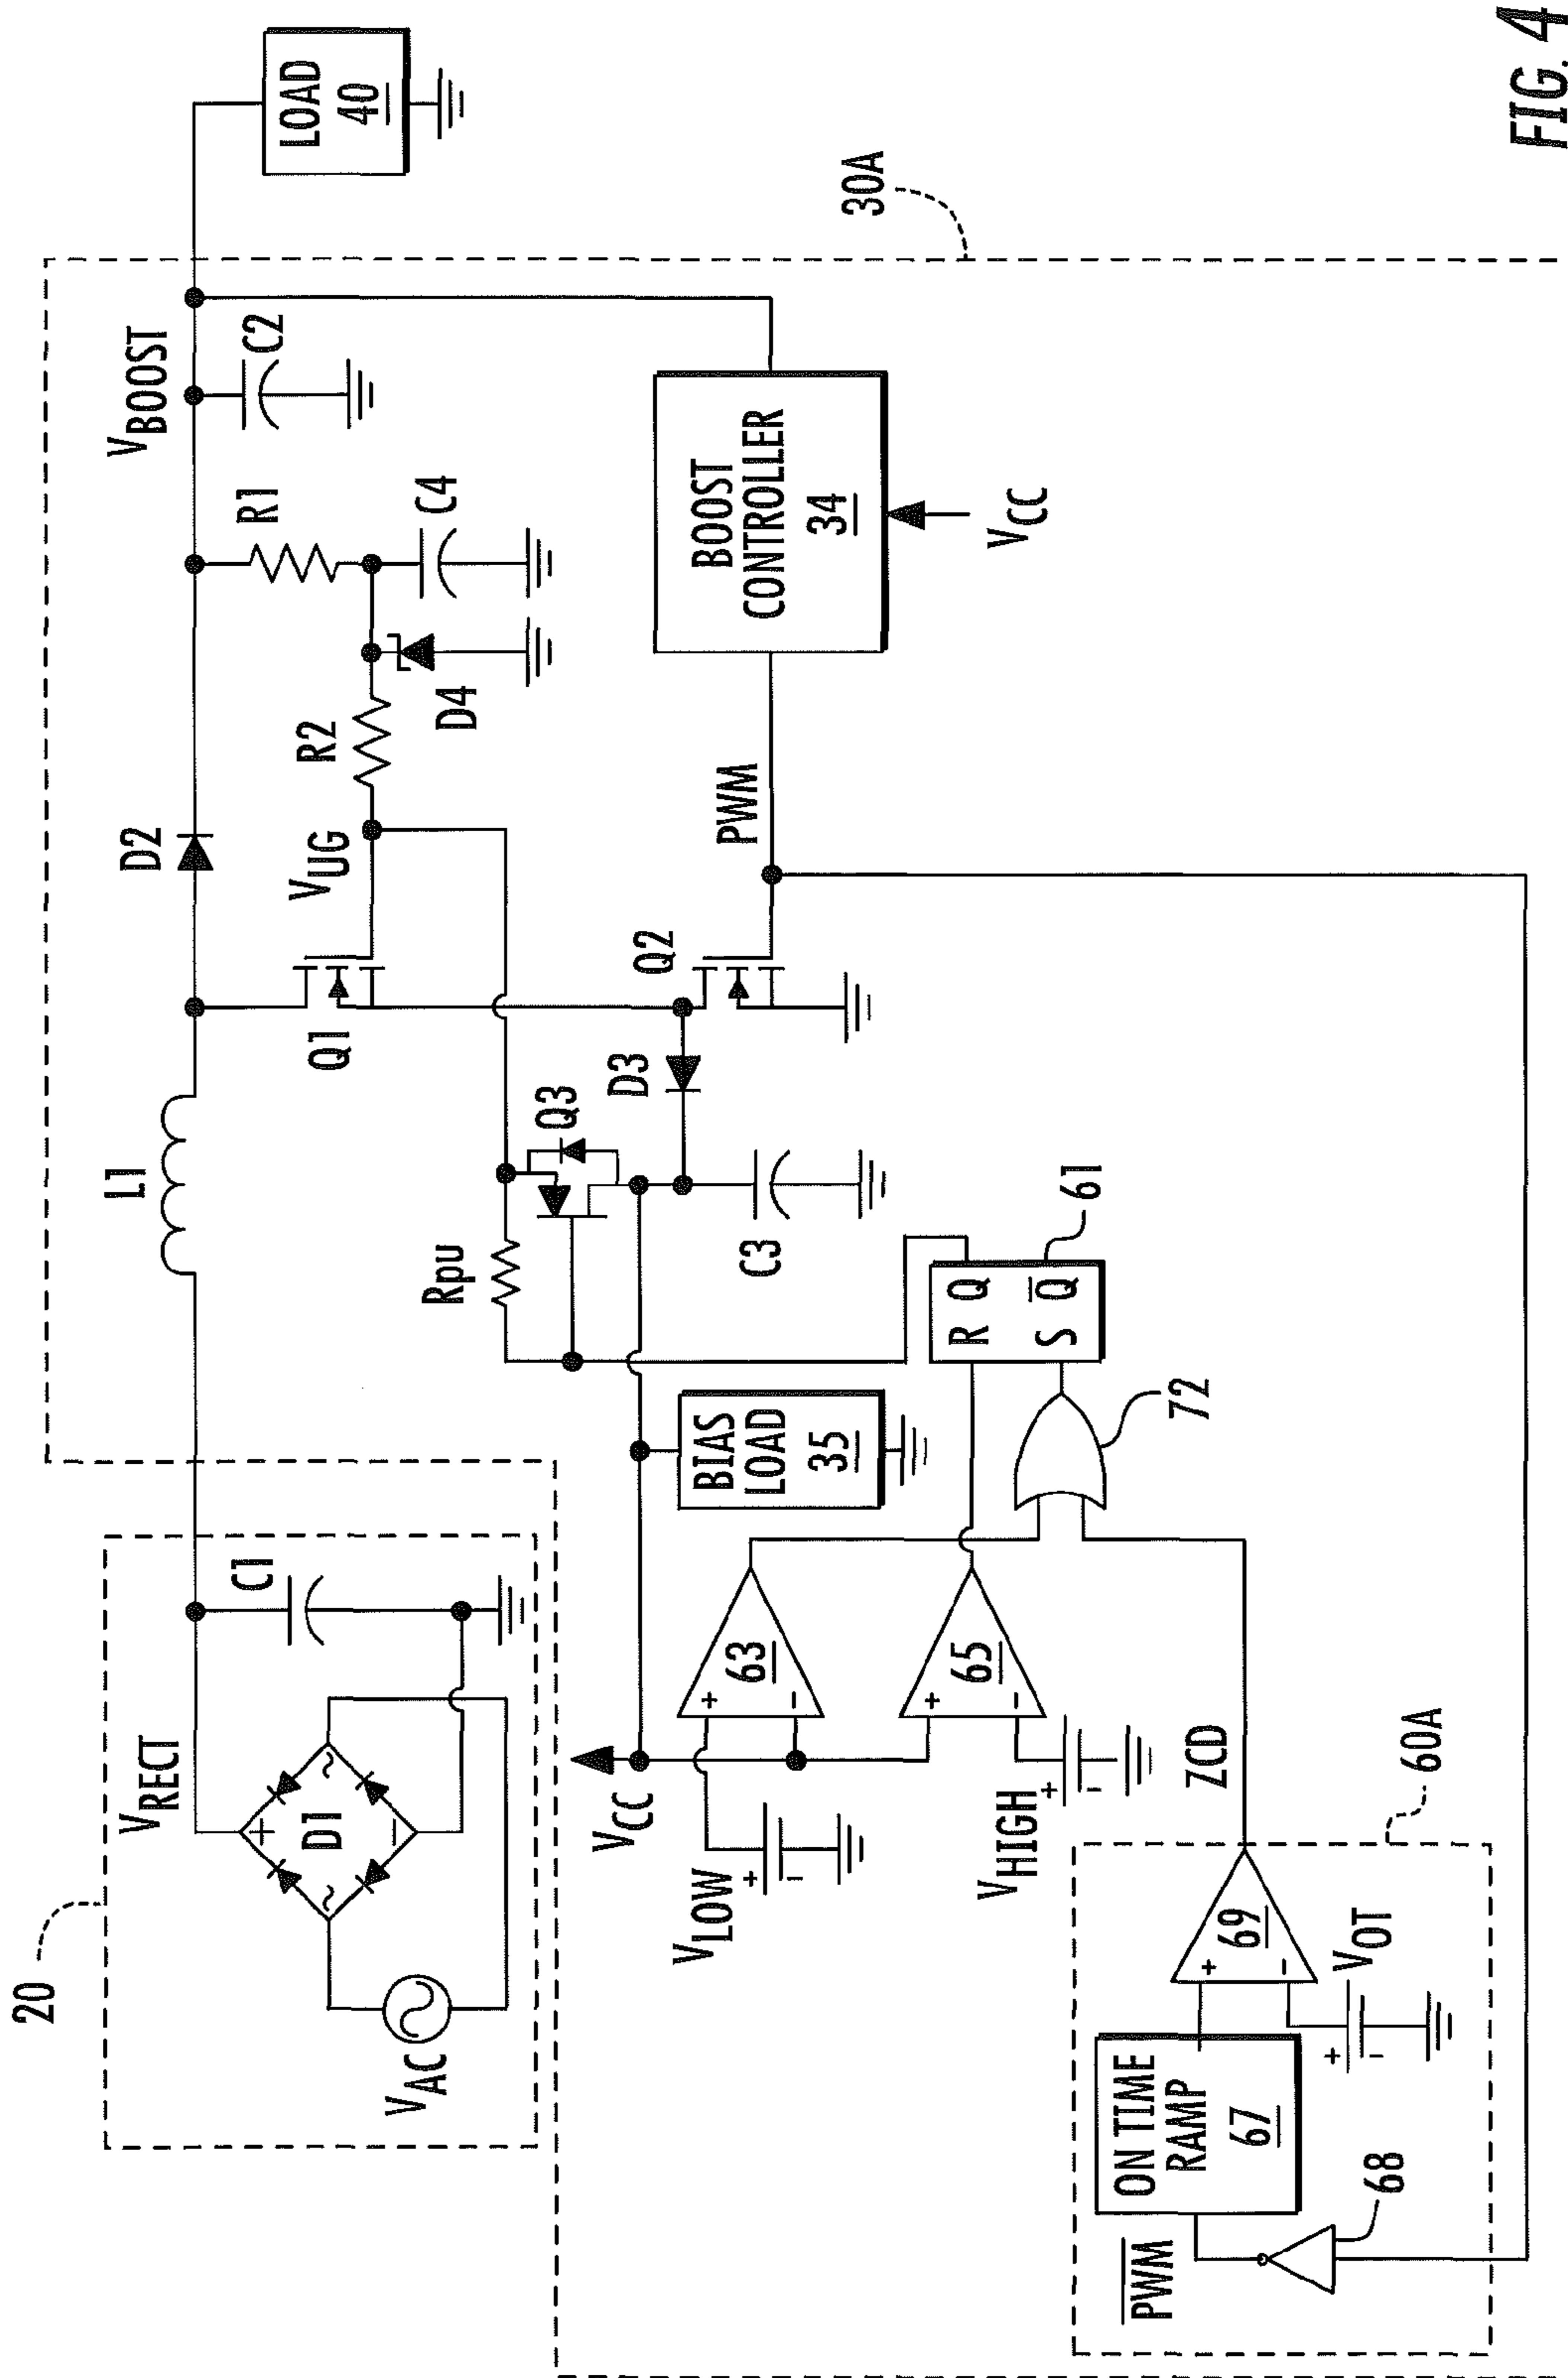 20
V_AC
D1
+
-
~
~
V_RECT
C1
L1
D2
V_BOOST
LOAD
40
C2
R1
C4
R2
D4
V_UG
Q1
Q2
Q3
D3
C3
Rpu
PWM
BOOST
CONTROLLER
34
V_CC
30A
V_CC
BIAS
LOAD
35
63
+
-
V_LOW
+
-
65
+
-
V_HIGH
+
-
72
R Q
S Q̅
61
ZCD
60A
69
+
-
V_OT
+
-
ON TIME
RAMP
67
68
P̅W̅M̅
FIG. 4